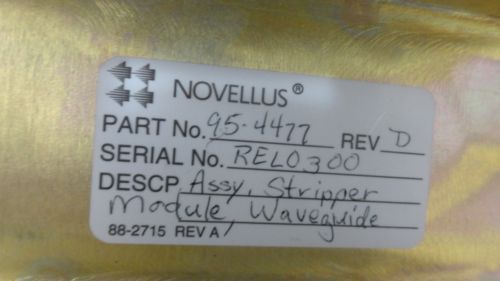 NOVELLUS®
PART No. 95-4477 REV D
SERIAL No. REL0300
DESCP. Assy, Stripper
Module, Waveguide
88-2715 REV A